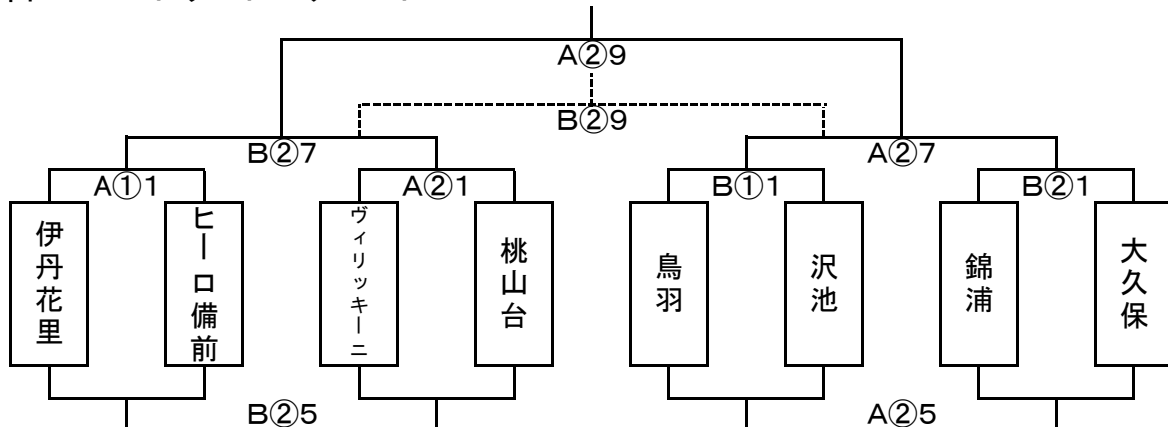 A②9
B②9
B②7
A②7
A①1
A②1
B①1
B②1
伊丹花里
ヒーロ備前
ヴィリッキーニ
桃山台
鳥羽
沢池
錦浦
大久保
B②5
A②5